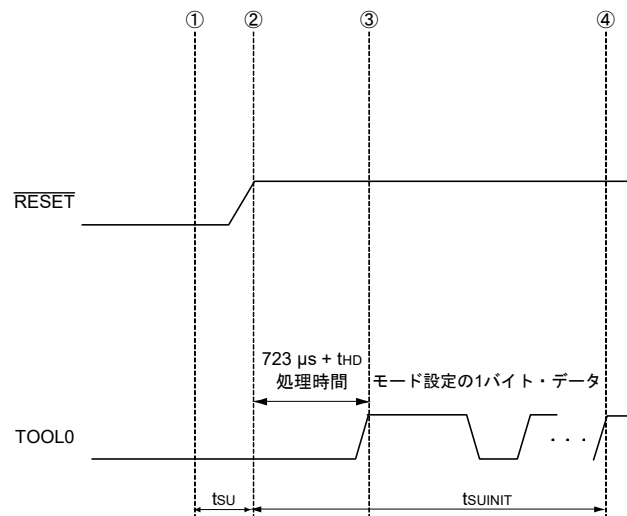 ① ② ③ ④
RESET
723 µs + tHD
処理時間 モード設定の1バイト・データ
TOOL0
・・・
tSU tSUINIT